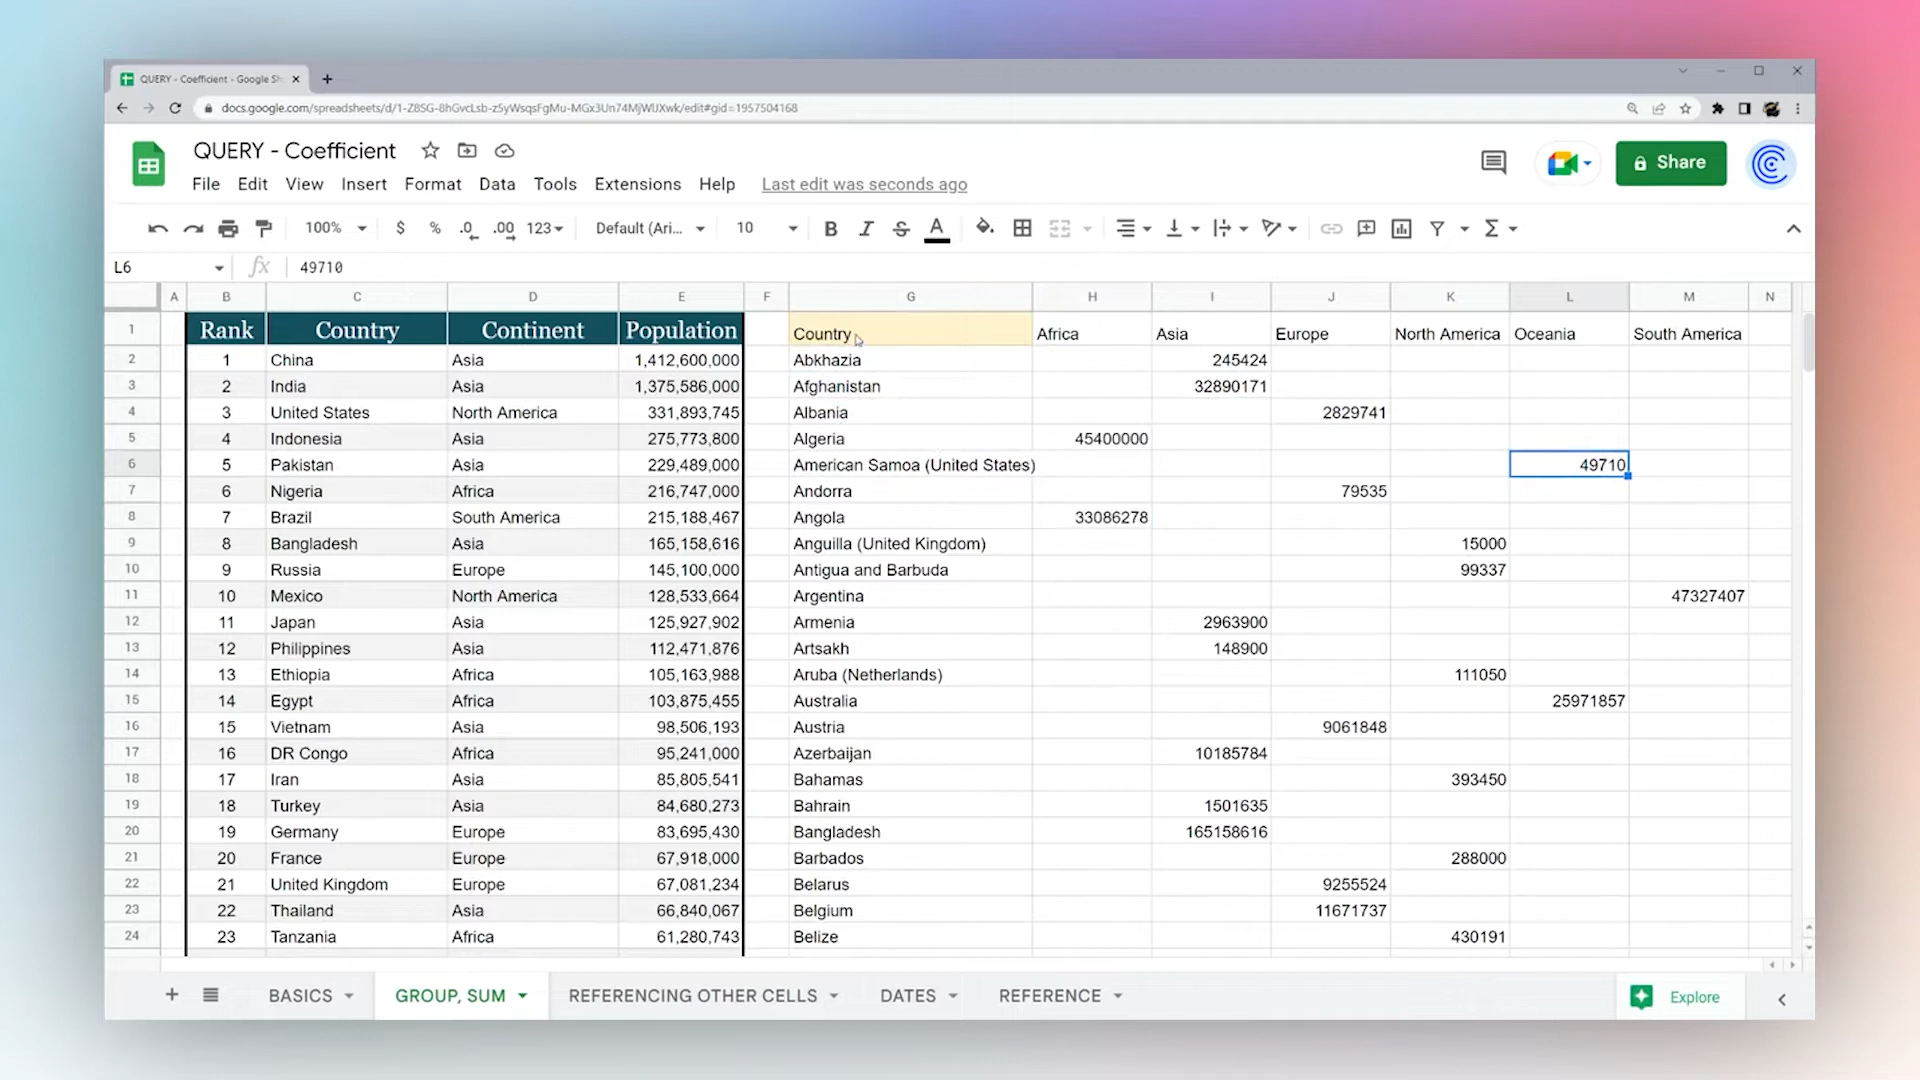 QUERY - Coefficient - Google Sh
docs.google.com/spreadsheets/d/1-Z8SG-8hGvcLsb-z5yWsqsFgMu-MGx3Un74MjWIJXwk/edit#gid=1957504168
QUERY - Coefficient
Share
File Edit View Insert Format Data Tools Extensions Help Last edit was seconds ago
100% $ % .0 .00 123 Default (Ari... 10 B I S A Σ
L6 fx 49710
A B C D E F G H I J K L M N
1 Rank Country Continent Population Country Africa Asia Europe North America Oceania South America
2 1 China Asia 1,412,600,000 Abkhazia 245424
3 2 India Asia 1,375,586,000 Afghanistan 32890171
4 3 United States North America 331,893,745 Albania 2829741
5 4 Indonesia Asia 275,773,800 Algeria 45400000
6 5 Pakistan Asia 229,489,000 American Samoa (United States) 49710
7 6 Nigeria Africa 216,747,000 Andorra 79535
8 7 Brazil South America 215,188,467 Angola 33086278
9 8 Bangladesh Asia 165,158,616 Anguilla (United Kingdom) 15000
10 9 Russia Europe 145,100,000 Antigua and Barbuda 99337
11 10 Mexico North America 128,533,664 Argentina 47327407
12 11 Japan Asia 125,927,902 Armenia 2963900
13 12 Philippines Asia 112,471,876 Artsakh 148900
14 13 Ethiopia Africa 105,163,988 Aruba (Netherlands) 111050
15 14 Egypt Africa 103,875,455 Australia 25971857
16 15 Vietnam Asia 98,506,193 Austria 9061848
17 16 DR Congo Africa 95,241,000 Azerbaijan 10185784
18 17 Iran Asia 85,805,541 Bahamas 393450
19 18 Turkey Asia 84,680,273 Bahrain 1501635
20 19 Germany Europe 83,695,430 Bangladesh 165158616
21 20 France Europe 67,918,000 Barbados 288000
22 21 United Kingdom Europe 67,081,234 Belarus 9255524
23 22 Thailand Asia 66,840,067 Belgium 11671737
24 23 Tanzania Africa 61,280,743 Belize 430191
BASICS GROUP, SUM REFERENCING OTHER CELLS DATES REFERENCE Explore